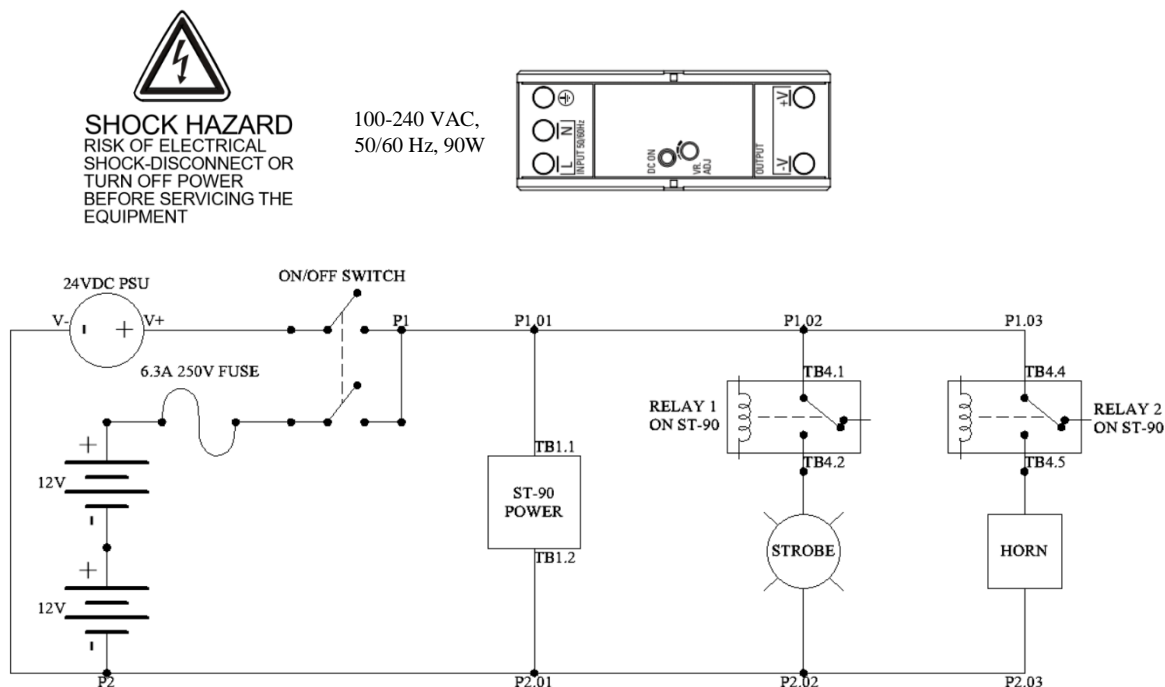 SHOCK HAZARD
RISK OF ELECTRICAL
SHOCK-DISCONNECT OR
TURN OFF POWER
BEFORE SERVICING THE
EQUIPMENT
100-240 VAC,
50/60 Hz, 90W
N
L
INPUT 50/60Hz
DC ON
VR.
ADJ
OUTPUT
+V
-V
24VDC PSU
ON/OFF SWITCH
V-
-
+
V+
P1
P1.01
P1.02
P1.03
6.3A 250V FUSE
TB4.1
TB4.4
RELAY 1
ON ST-90
RELAY 2
ON ST-90
+
12V
-
TB1.1
TB4.2
TB4.5
ST-90
POWER
STROBE
HORN
TB1.2
+
12V
-
P2
P2.01
P2.02
P2.03